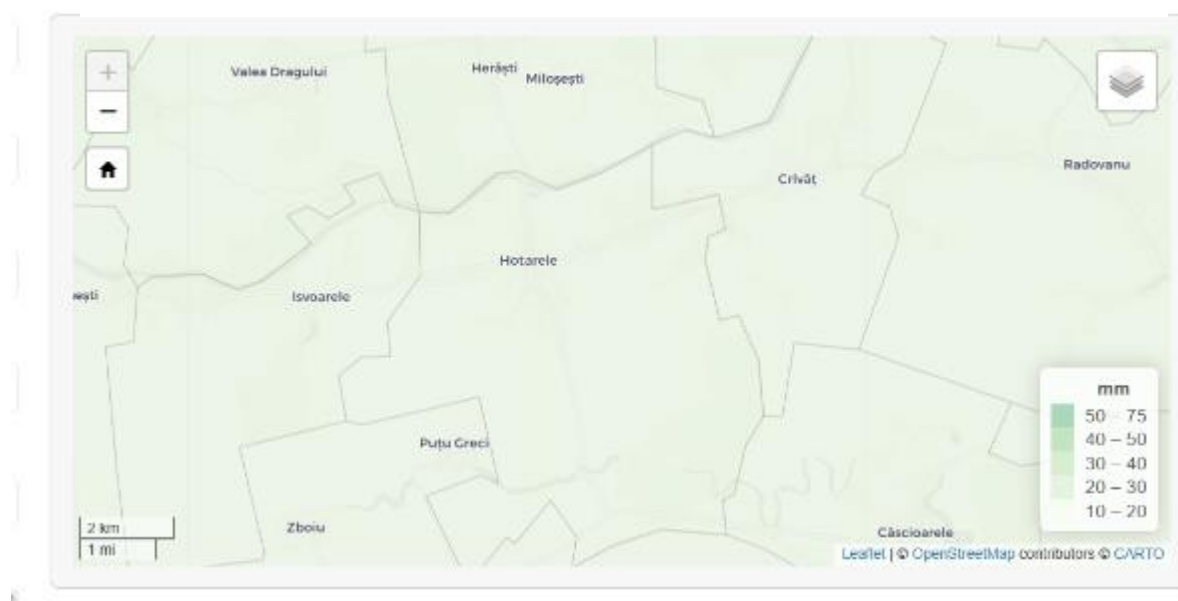 +
Valea Dragului
Herăști
Miloșești
−
Radovanu
Crivăț
Hotarele
Isvoarele
ești
mm
50 – 75
40 – 50
30 – 40
20 – 30
10 – 20
Puțu Greci
2 km
1 mi
Zboiu
Căscioarele
Leaflet | © OpenStreetMap contributors © CARTO